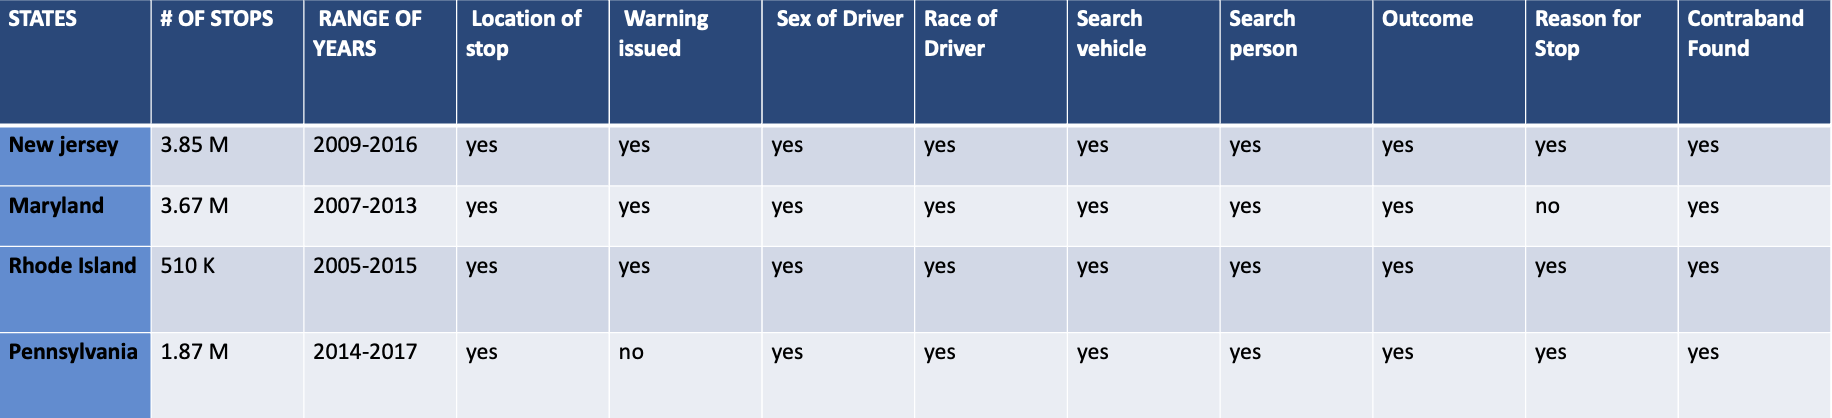 STATES # OF STOPS RANGE OF YEARS Location of stop Warning issued Sex of Driver Race of Driver Search vehicle Search person Outcome Reason for Stop Contraband Found
New jersey 3.85 M 2009-2016 yes yes yes yes yes yes yes yes yes
Maryland 3.67 M 2007-2013 yes yes yes yes yes yes yes no yes
Rhode Island 510 K 2005-2015 yes yes yes yes yes yes yes yes yes
Pennsylvania 1.87 M 2014-2017 yes no yes yes yes yes yes yes yes